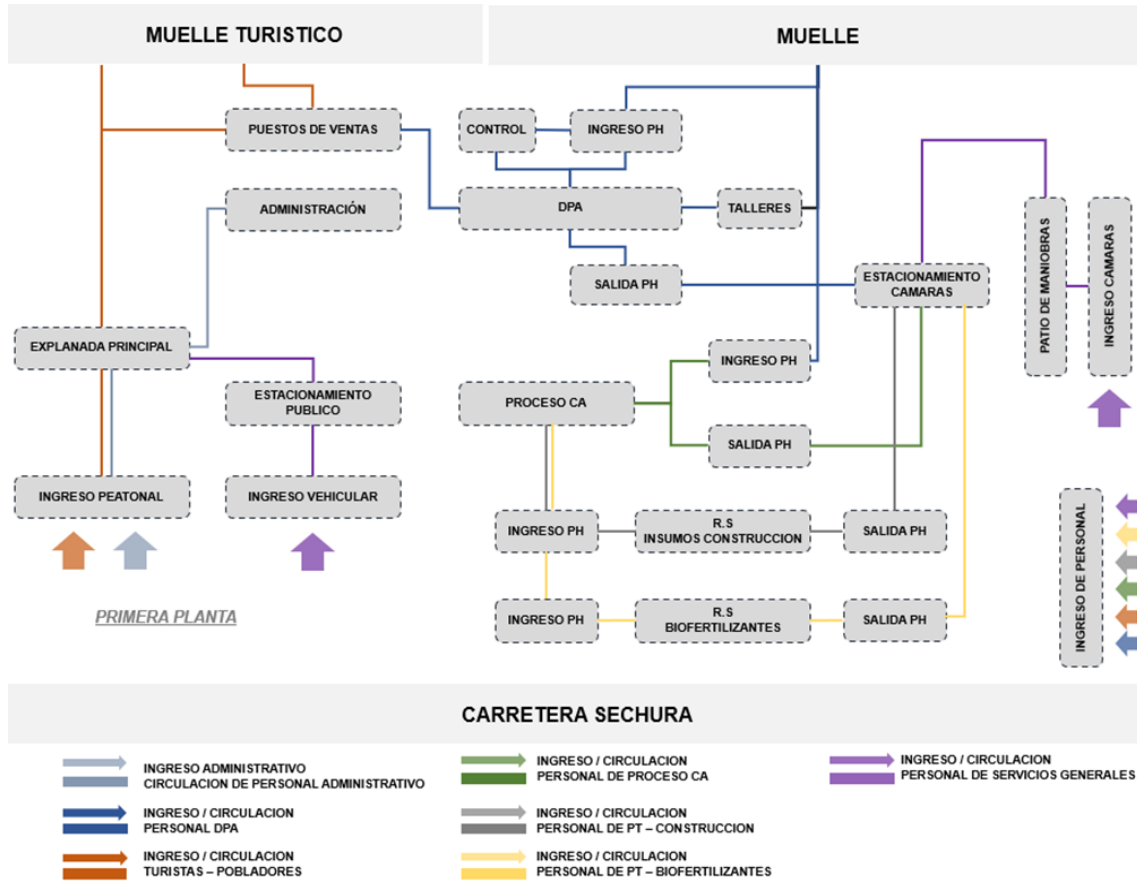 MUELLE TURISTICO
MUELLE
PUESTOS DE VENTAS
CONTROL
INGRESO PH
ADMINISTRACIÓN
DPA
TALLERES
SALIDA PH
ESTACIONAMIENTO
CAMARAS
PATIO DE MANIOBRAS
INGRESO CAMARAS
EXPLANADA PRINCIPAL
INGRESO PH
ESTACIONAMIENTO
PUBLICO
PROCESO CA
SALIDA PH
INGRESO PEATONAL
INGRESO VEHICULAR
INGRESO PH
R.S
INSUMOS CONSTRUCCION
SALIDA PH
INGRESO DE PERSONAL
PRIMERA PLANTA
INGRESO PH
R.S
BIOFERTILIZANTES
SALIDA PH
CARRETERA SECHURA
INGRESO ADMINISTRATIVO
CIRCULACION DE PERSONAL ADMINISTRATIVO
INGRESO / CIRCULACION
PERSONAL DPA
INGRESO / CIRCULACION
TURISTAS – POBLADORES
INGRESO / CIRCULACION
PERSONAL DE PROCESO CA
INGRESO / CIRCULACION
PERSONAL DE PT – CONSTRUCCION
INGRESO / CIRCULACION
PERSONAL DE PT – BIOFERTILIZANTES
INGRESO / CIRCULACION
PERSONAL DE SERVICIOS GENERALES